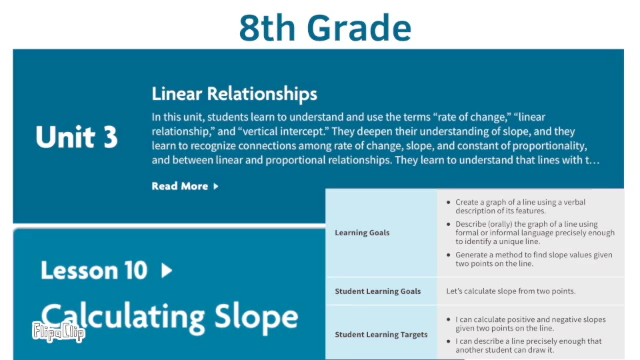 8th Grade
Unit 3
Linear Relationships
In this unit, students learn to understand and use the terms “rate of change,” “linear
relationship,” and “vertical intercept.” They deepen their understanding of slope, and they
learn to recognize connections among rate of change, slope, and constant of proportionality,
and between linear and proportional relationships. They learn to understand that lines with t…
Read More
Learning Goals
• Create a graph of a line using a verbal
description of its features.
• Describe (orally) the graph of a line using
formal or informal language precisely enough
to identify a unique line.
• Generate a method to find slope values given
two points on the line.
Student Learning Goals
Let’s calculate slope from two points.
Student Learning Targets
• I can calculate positive and negative slopes
given two points on the line.
• I can describe a line precisely enough that
another student can draw it.
Lesson 10
Calculating Slope
FlipaClip